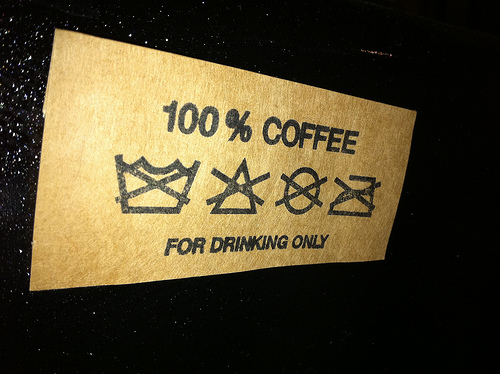 100 % COFFEE
FOR DRINKING ONLY